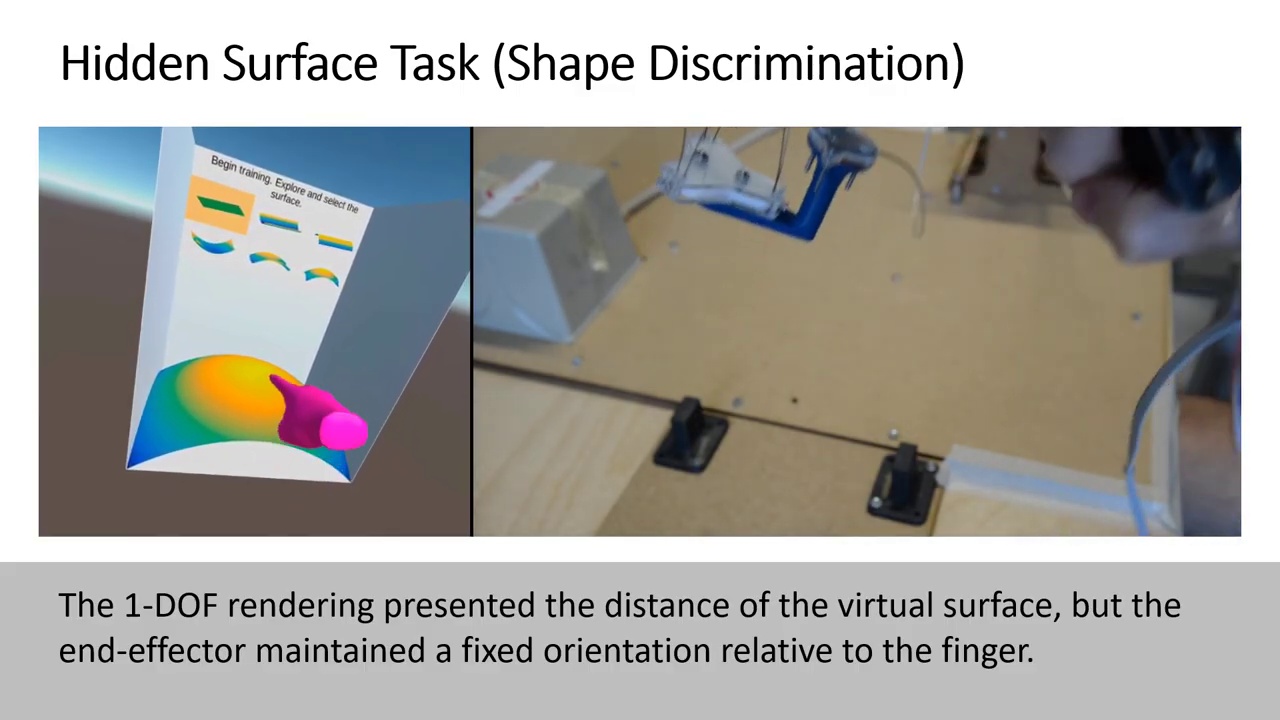 Hidden Surface Task (Shape Discrimination)
Begin training. Explore and select the
surface.
The 1-DOF rendering presented the distance of the virtual surface, but the
end-effector maintained a fixed orientation relative to the finger.